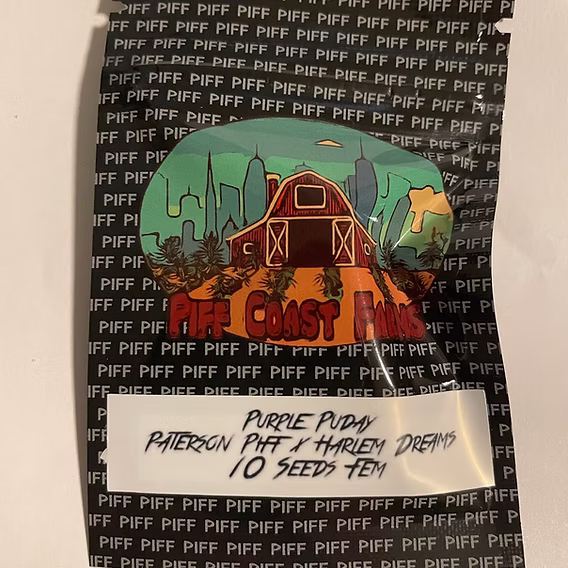 PIFF COAST FARMS
PURPLE PUDAY
PATERSON PIFF X HARLEM DREAMS
10 SEEDS FEM